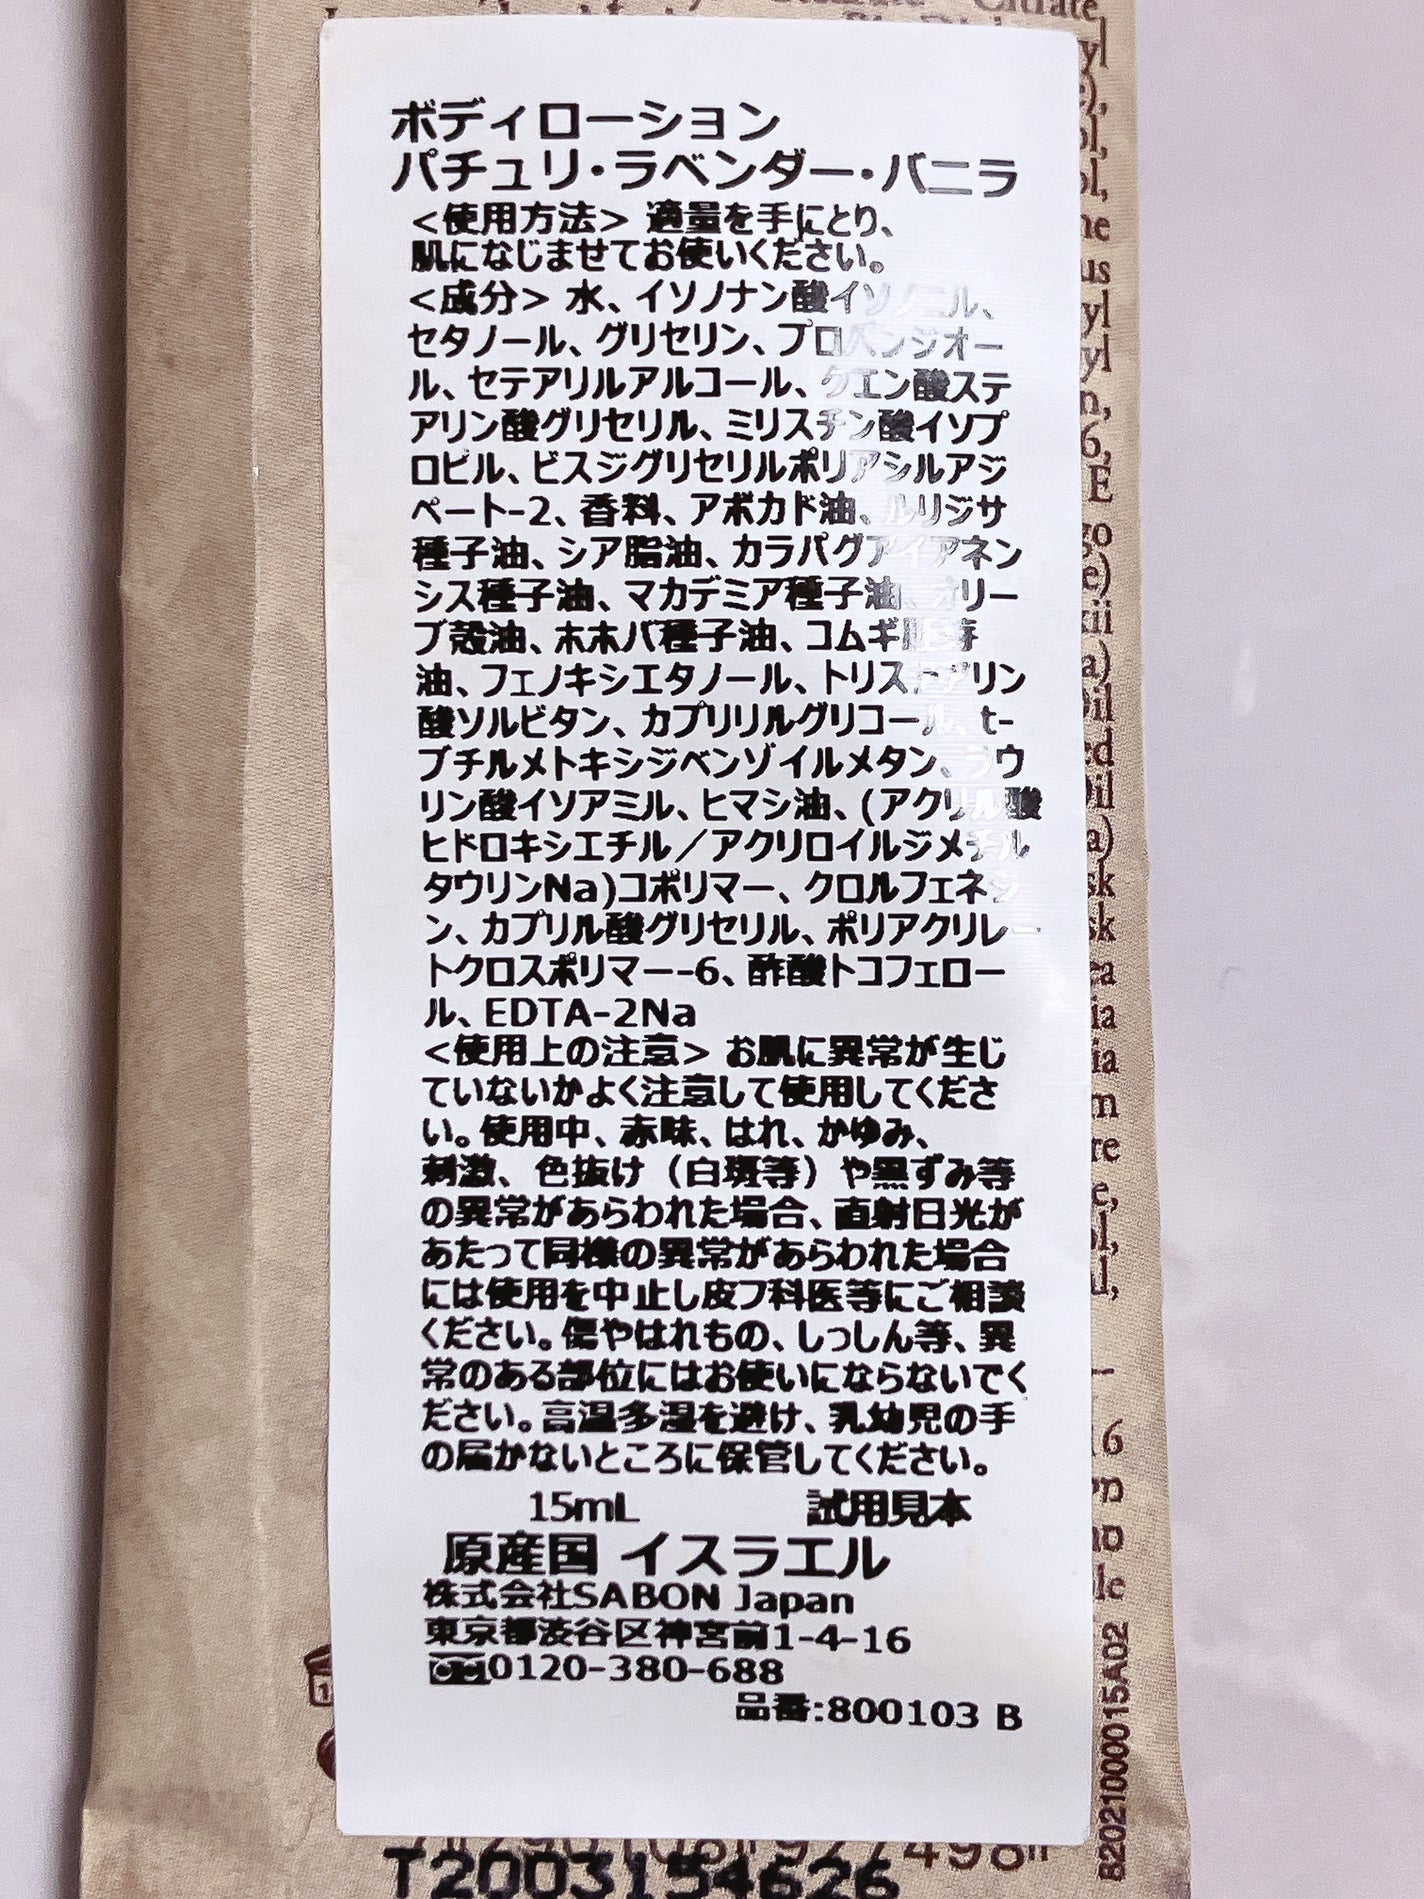 ボディローション
パチュリ・ラベンダー・バニラ
<使用方法> 適量を手にとり、
肌になじませてお使いください。
<成分> 水、イソノナン酸イソノニル、
セタノール、グリセリン、プロパンジオー
ル、セテアリルアルコール、クエン酸ステ
アリン酸グリセリル、ミリスチン酸イソプ
ロピル、ビスジグリセリルポリアシルアジ
ペート-2、香料、アボカド油、ルリジサ
種子油、シア脂油、カラパグアイアネン
シス種子油、マカデミア種子油、オリー
ブ殻油、ホホバ種子油、コムギ胚芽
油、フェノキシエタノール、トリステアリン
酸ソルビタン、カプリリルグリコール、t-
ブチルメトキシジベンゾイルメタン、ラウ
リン酸イソアミル、ヒマシ油、(アクリル酸
ヒドロキシエチル／アクリロイルジメチル
タウリンNa)コポリマー、クロルフェネシ
ン、カプリル酸グリセリル、ポリアクリレー
トクロスポリマー-6、酢酸トコフェロー
ル、EDTA-2Na
<使用上の注意> お肌に異常が生じ
ていないかよく注意して使用してくださ
い。使用中、赤味、はれ、かゆみ、
刺激、色抜け（白斑等）や黒ずみ等
の異常があらわれた場合、直射日光が
あたって同様の異常があらわれた場合
には使用を中止し皮フ科医等にご相談
ください。傷やはれもの、しっしん等、異
常のある部位にはお使いにならないでく
ださい。高温多湿を避け、乳幼児の手
の届かないところに保管してください。
15mL 試用見本
原産国 イスラエル
株式会社SABON Japan
東京都渋谷区神宮前1-4-16
0120-380-688
品番:800103 B
T2003154626
8202100015A02